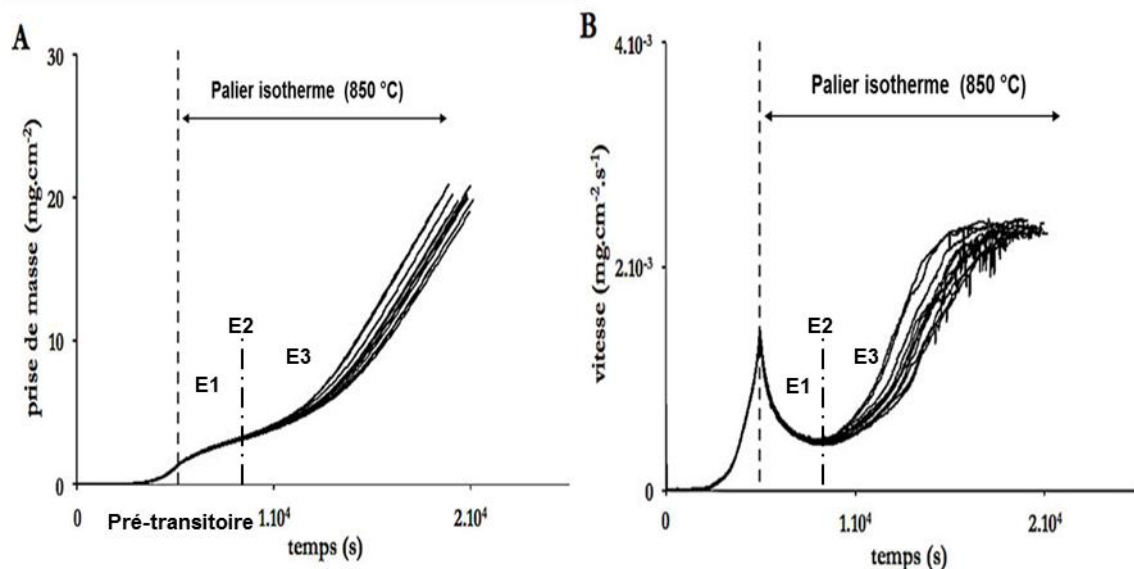 A
30
20
10
0
prise de masse (mg.cm⁻²)
Palier isotherme (850 °C)
E1
E2
E3
0
Pré-transitoire
1.10⁴
2.10⁴
temps (s)
B
4.10⁻³
2.10⁻³
0
vitesse (mg.cm⁻².s⁻¹)
Palier isotherme (850 °C)
E1
E2
E3
0
1.10⁴
2.10⁴
temps (s)